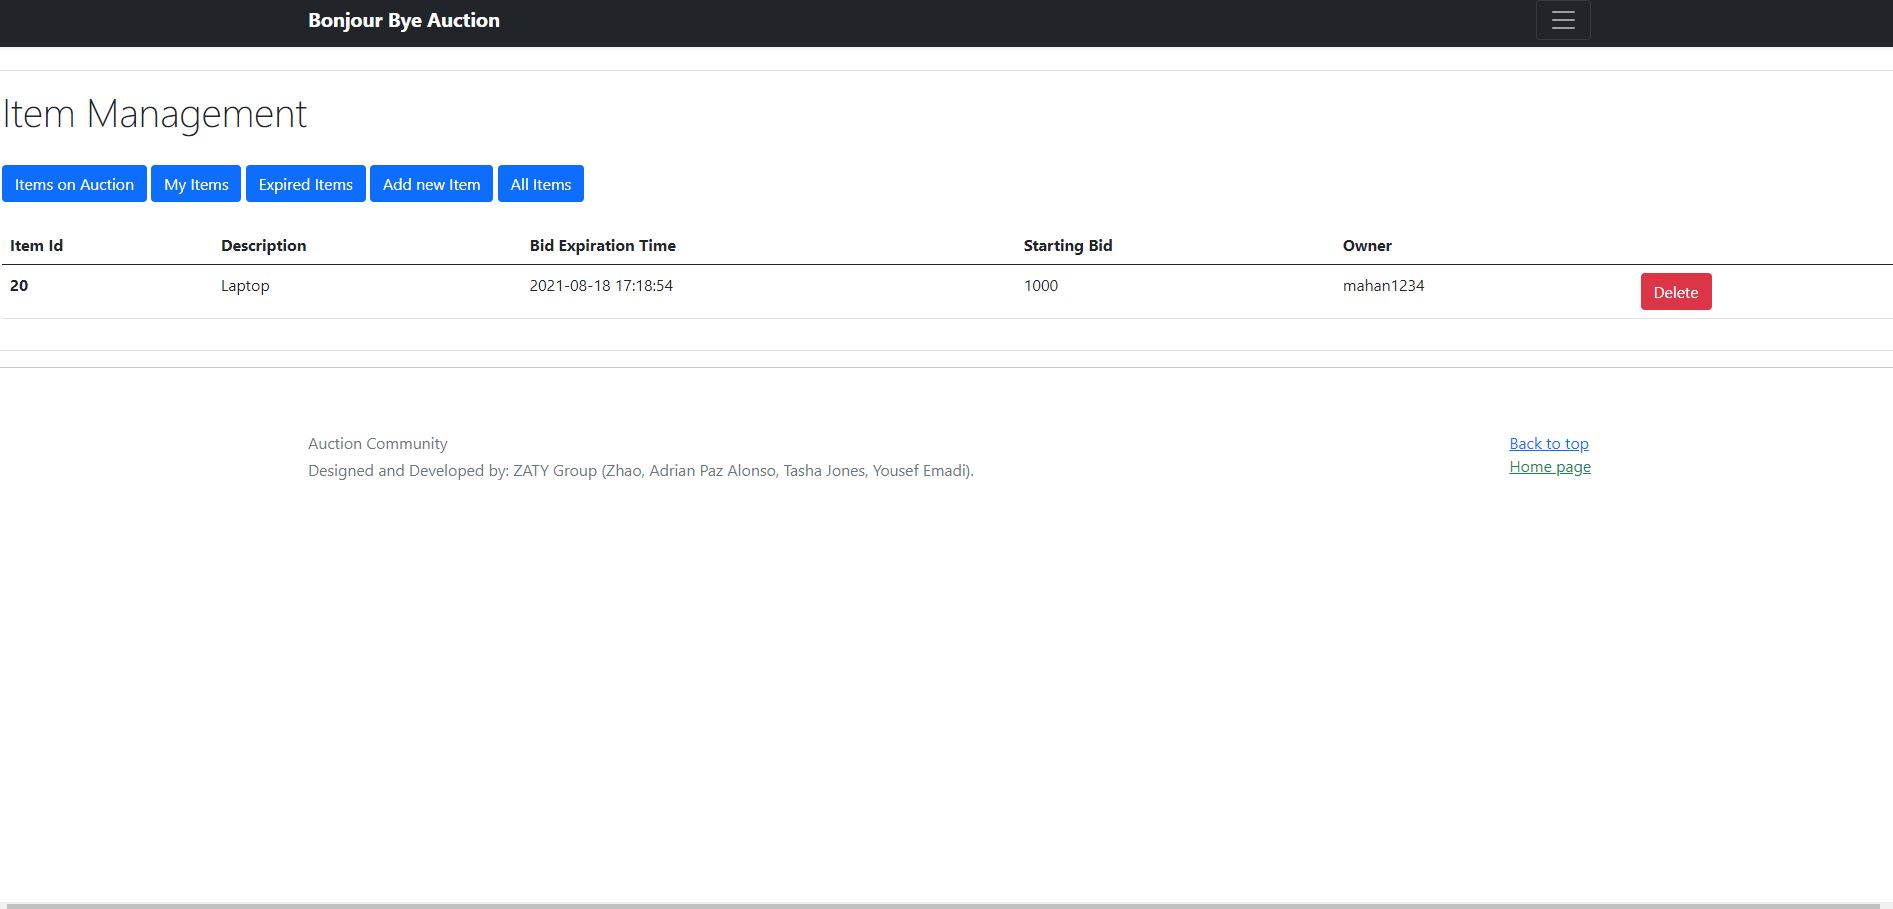 Bonjour Bye Auction
Item Management
Items on Auction My Items Expired Items Add new Item All Items
Item Id Description Bid Expiration Time Starting Bid Owner
20 Laptop 2021-08-18 17:18:54 1000 mahan1234 Delete
Auction Community Back to top
Designed and Developed by: ZATY Group (Zhao, Adrian Paz Alonso, Tasha Jones, Yousef Emadi). Home page